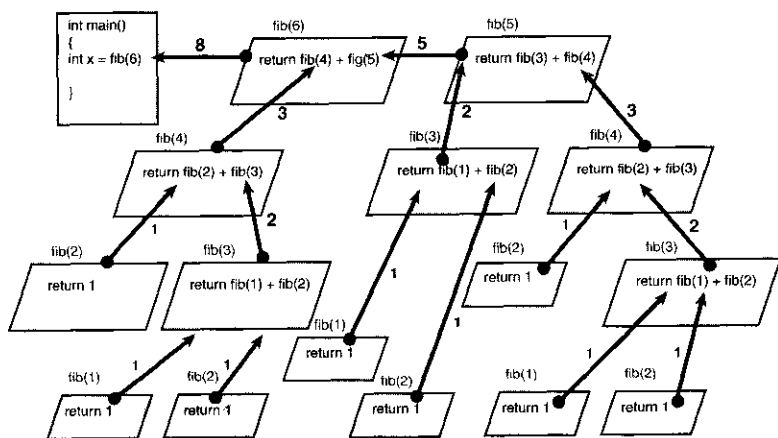 int main()
{
int x = fib(6)
}
8
fib(6)
return fib(4) + fig(5)
5
fib(5)
return fib(3) + fib(4)
3
2
3
fib(4)
return fib(2) + fib(3)
fib(3)
return fib(1) + fib(2)
fib(4)
return fib(2) + fib(3)
1
2
1
1
1
2
fib(2)
return 1
fib(3)
return fib(1) + fib(2)
fib(2)
return 1
fib(3)
return fib(1) + fib(2)
fib(1)
return 1
1
1
1
1
fib(1)
return 1
fib(2)
return 1
fib(2)
return 1
fib(1)
return 1
fib(2)
return 1